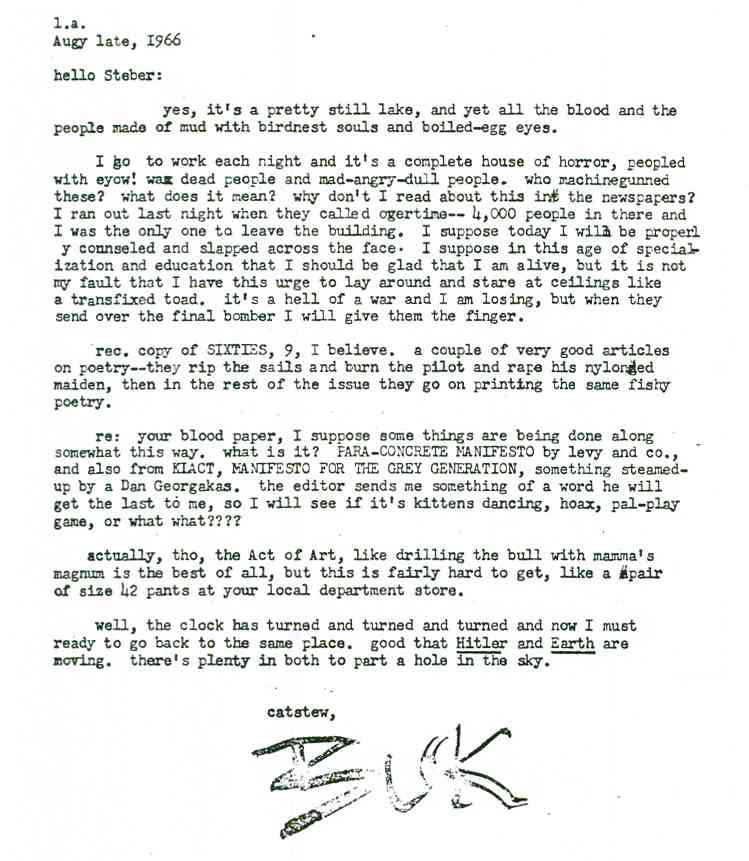 l.a.
Augy late, I966
hello Steber:
yes, it's a pretty still lake, and yet all the blood and the
people made of mud with birdnest souls and boiled-egg eyes.
I go to work each night and it's a complete house of horror, peopled
with eyow! wax dead people and mad-angry-dull people. who machinegunned
these? what does it mean? why don't I read about this in the newspapers?
I ran out last night when they called ogertime-- 4,000 people in there and
I was the only one to leave the building. I suppose today I will be properl
y connseled and slapped across the face. I suppose in this age of special-
ization and education that I should be glad that I am alive, but it is not
my fault that I have this urge to lay around and stare at ceilings like
a transfixed toad. it's a hell of a war and I am losing, but when they
send over the final bomber I will give them the finger.
rec. copy of SIXTIES, 9, I believe. a couple of very good articles
on poetry--they rip the sails and burn the pilot and rape his nylonged
maiden, then in the rest of the issue they go on printing the same fishy
poetry.
re: your blood paper, I suppose some things are being done along
somewhat this way. what is it? PARA-CONCRETE MANIFESTO by levy and co.,
and also from KIACT, MANIFESTO FOR THE GREY GENERATION, something steamed-
up by a Dan Georgakas. the editor sends me something of a word he will
get the last to me, so I will see if it's kittens dancing, hoax, pal-play
game, or what what????
actually, tho, the Act of Art, like drilling the bull with mamma's
magnum is the best of all, but this is fairly hard to get, like a pair
of size 42 pants at your local department store.
well, the clock has turned and turned and turned and now I must
ready to go back to the same place. good that Hitler and Earth are
moving. there's plenty in both to part a hole in the sky.
catstew,
BUK